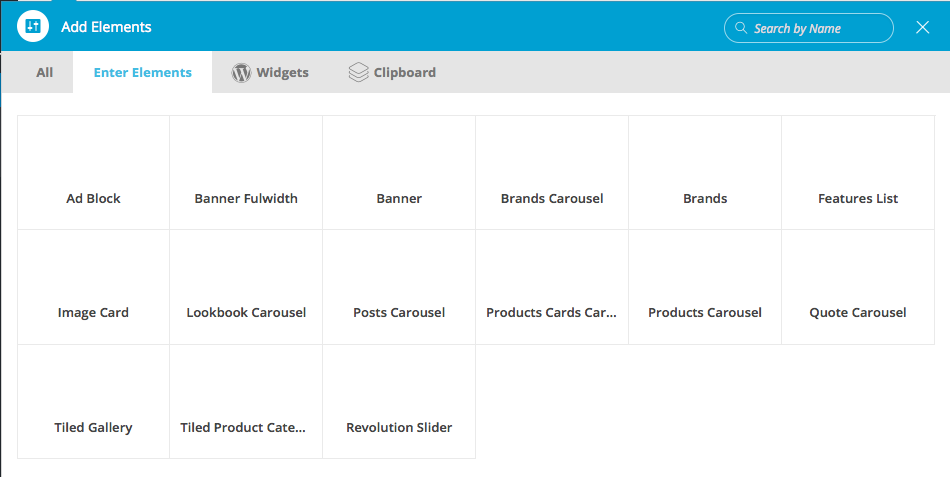 Add Elements
Search by Name
All
Enter Elements
Widgets
Clipboard
Ad Block
Banner Fulwidth
Banner
Brands Carousel
Brands
Features List
Image Card
Lookbook Carousel
Posts Carousel
Products Cards Car...
Products Carousel
Quote Carousel
Tiled Gallery
Tiled Product Cate...
Revolution Slider